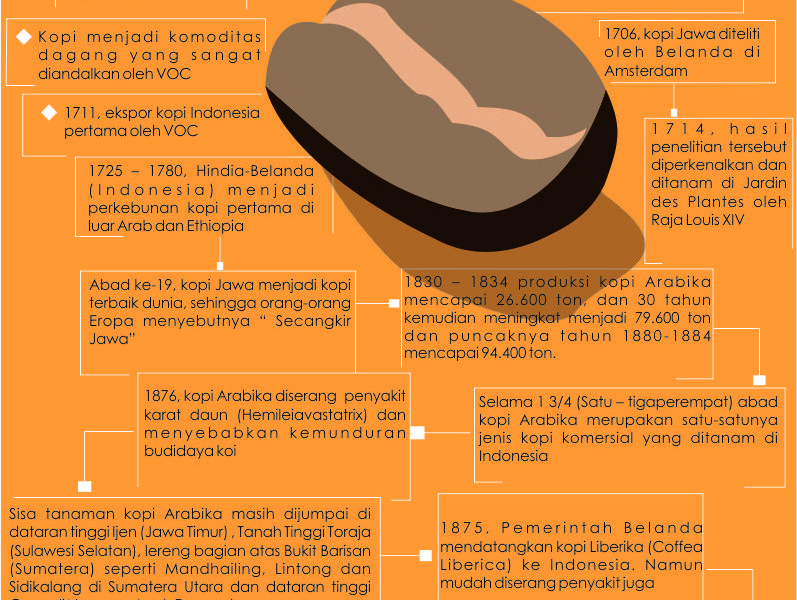 Kopi menjadi komoditas
dagang yang sangat
diandalkan oleh VOC
1706, kopi Jawa diteliti
oleh Belanda di
Amsterdam
1711, ekspor kopi Indonesia
pertama oleh VOC
1714, hasil
penelitian tersebut
diperkenalkan dan
ditanam di Jardin
des Plantes oleh
Raja Louis XIV
1725 – 1780, Hindia-Belanda
(Indonesia) menjadi
perkebunan kopi pertama di
luar Arab dan Ethiopia
Abad ke-19, kopi Jawa menjadi kopi
terbaik dunia, sehingga orang-orang
Eropa menyebutnya “ Secangkir
Jawa”
1830 – 1834 produksi kopi Arabika
mencapai 26.600 ton, dan 30 tahun
kemudian meningkat menjadi 79.600 ton
dan puncaknya tahun 1880-1884
mencapai 94.400 ton.
1876, kopi Arabika diserang penyakit
karat daun (Hemileiavastatrix) dan
menyebabkan kemunduran
budidaya koi
Selama 1 3/4 (Satu – tigaperempat) abad
kopi Arabika merupakan satu-satunya
jenis kopi komersial yang ditanam di
Indonesia
Sisa tanaman kopi Arabika masih dijumpai di
dataran tinggi Ijen (Jawa Timur) , Tanah Tinggi Toraja
(Sulawesi Selatan), lereng bagian atas Bukit Barisan
(Sumatera) seperti Mandhailing, Lintong dan
Sidikalang di Sumatera Utara dan dataran tinggi
1875, Pemerintah Belanda
mendatangkan kopi Liberika (Coffea
Liberica) ke Indonesia. Namun
mudah diserang penyakit juga